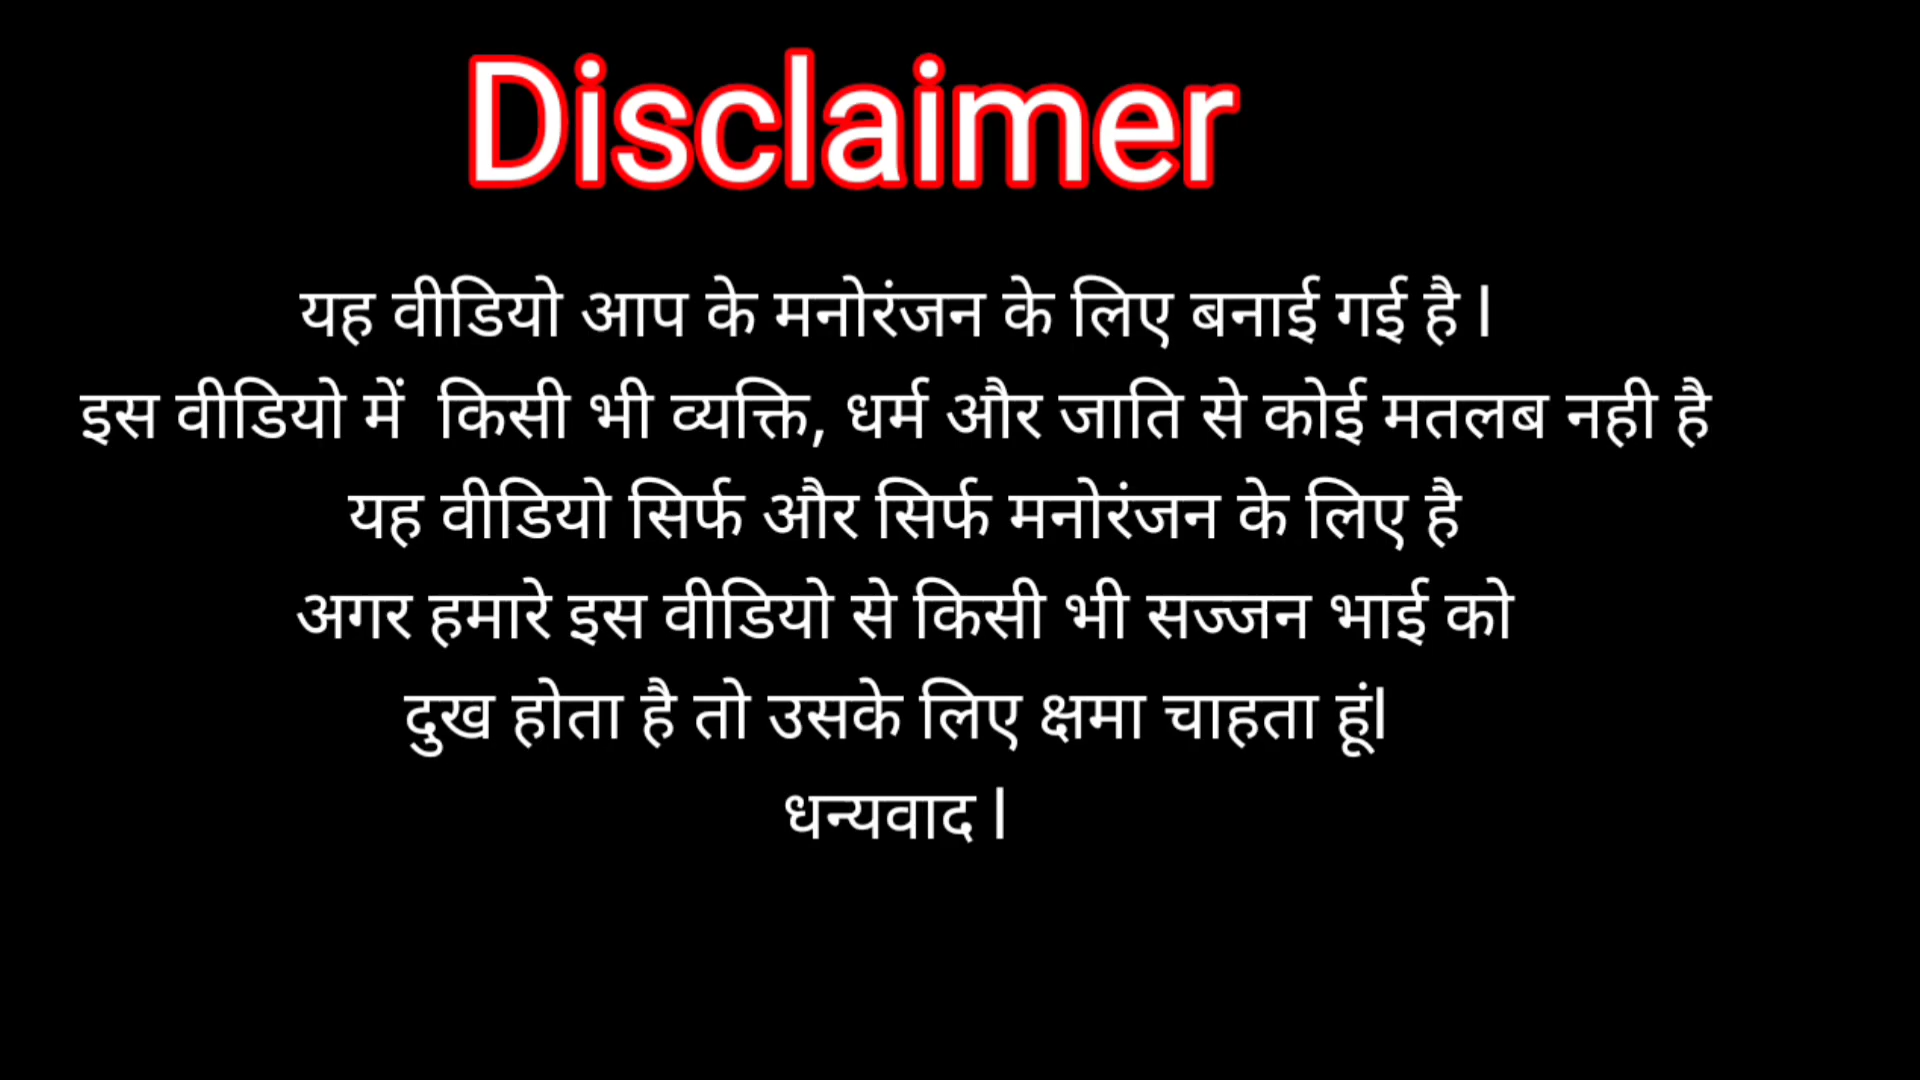 Disclaimer
यह वीडियो आप के मनोरंजन के लिए बनाई गई है l
इस वीडियो में  किसी भी व्यक्ति, धर्म और जाति से कोई मतलब नही है
यह वीडियो सिर्फ और सिर्फ मनोरंजन के लिए है
अगर हमारे इस वीडियो से किसी भी सज्जन भाई को
दुख होता है तो उसके लिए क्षमा चाहता हूंl
धन्यवाद l